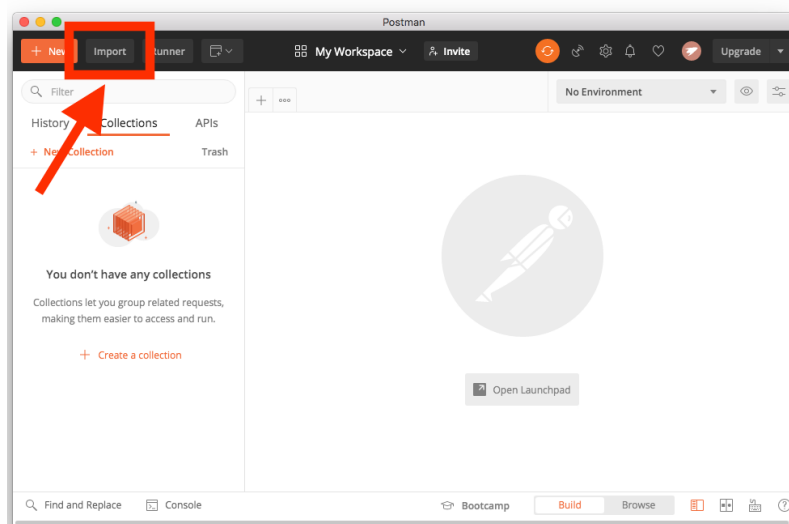 Postman
+ New
Import
Runner
My Workspace
Invite
Upgrade
Filter
No Environment
History
Collections
APIs
+ New Collection
Trash
You don't have any collections
Collections let you group related requests,
making them easier to access and run.
+ Create a collection
Open Launchpad
Find and Replace
Console
Bootcamp
Build
Browse